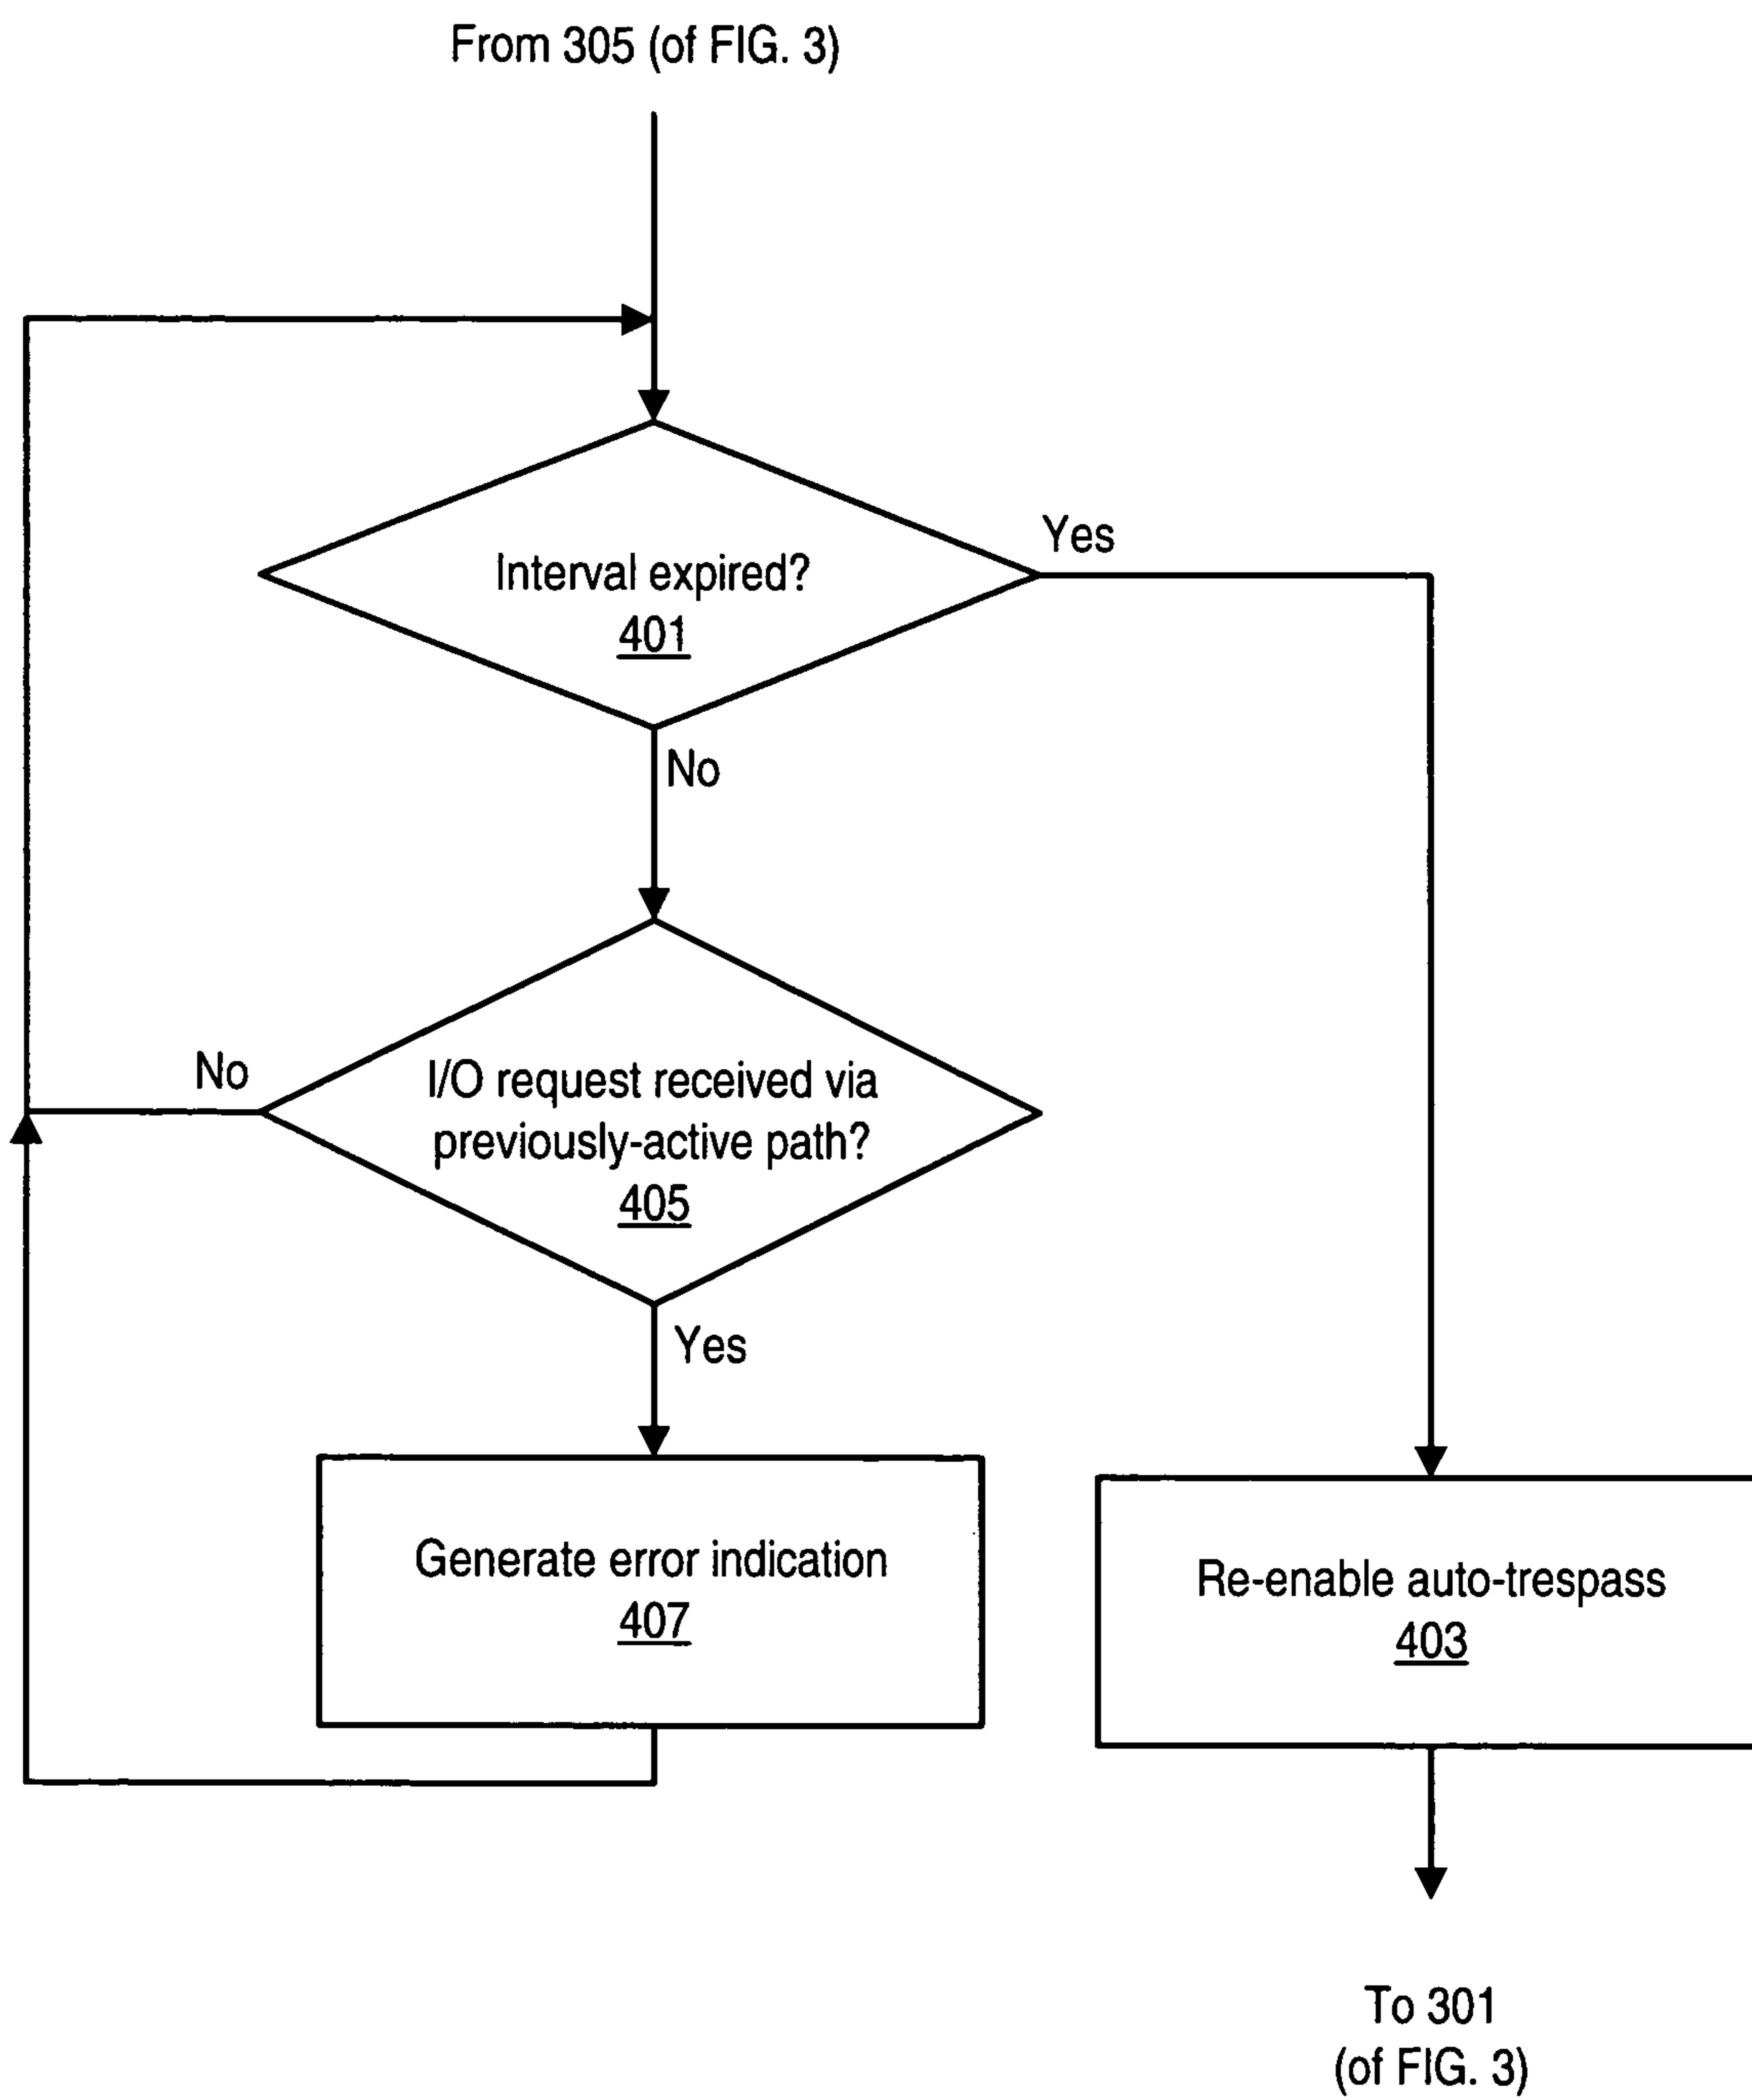 From 305 (of FIG. 3)
Interval expired?
401
Yes
No
I/O request received via
previously-active path?
405
No
Yes
Generate error indication
407
Re-enable auto-trespass
403
To 301
(of FIG. 3)